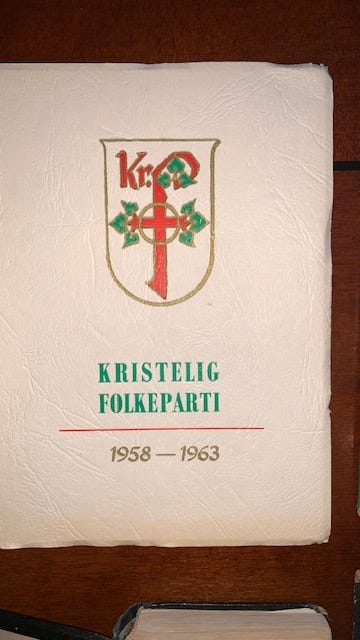 Kr. F
KRISTELIG
FOLKEPARTI
1958 — 1963